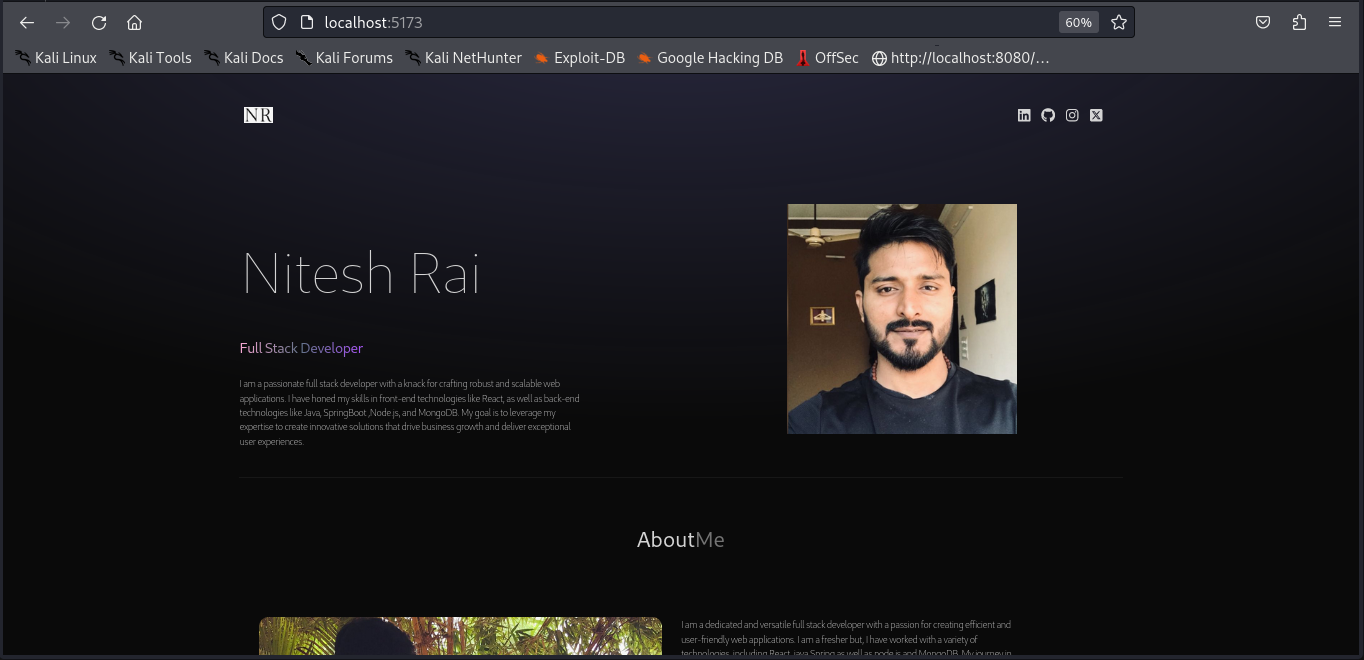 localhost:5173
60%
Kali Linux Kali Tools Kali Docs Kali Forums Kali NetHunter Exploit-DB Google Hacking DB OffSec http://localhost:8080/…
NR
Nitesh Rai
Full Stack Developer
I am a passionate full stack developer with a knack for crafting robust and scalable web
applications. I have honed my skills in front-end technologies like React, as well as back-end
technologies like Java, SpringBoot ,Node.js, and MongoDB. My goal is to leverage my
expertise to create innovative solutions that drive business growth and deliver exceptional
user experiences.
AboutMe
I am a dedicated and versatile full stack developer with a passion for creating efficient and
user-friendly web applications. I am a fresher but, I have worked with a variety of
technologies, including React, java Spring as well as node.js and MongoDB. My journey in